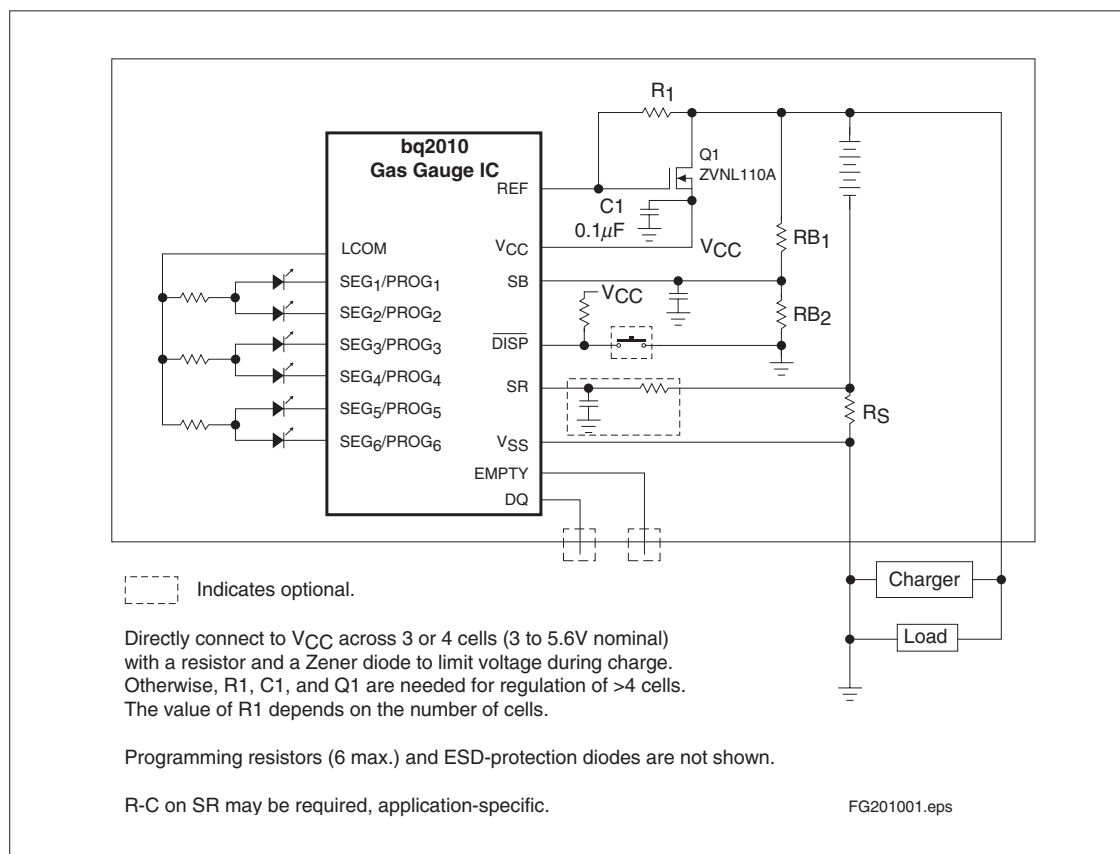 R1
bq2010
Gas Gauge IC
Q1
ZVNL110A
REF
C1
0.1µF
VCC
VCC
RB1
LCOM
SEG1/PROG1
SB
VCC
SEG2/PROG2
RB2
SEG3/PROG3
DISP
SEG4/PROG4
SR
SEG5/PROG5
RS
SEG6/PROG6
VSS
EMPTY
DQ
Charger
Indicates optional.
Load
Directly connect to VCC across 3 or 4 cells (3 to 5.6V nominal)
with a resistor and a Zener diode to limit voltage during charge.
Otherwise, R1, C1, and Q1 are needed for regulation of >4 cells.
The value of R1 depends on the number of cells.
Programming resistors (6 max.) and ESD-protection diodes are not shown.
R-C on SR may be required, application-specific.
FG201001.eps